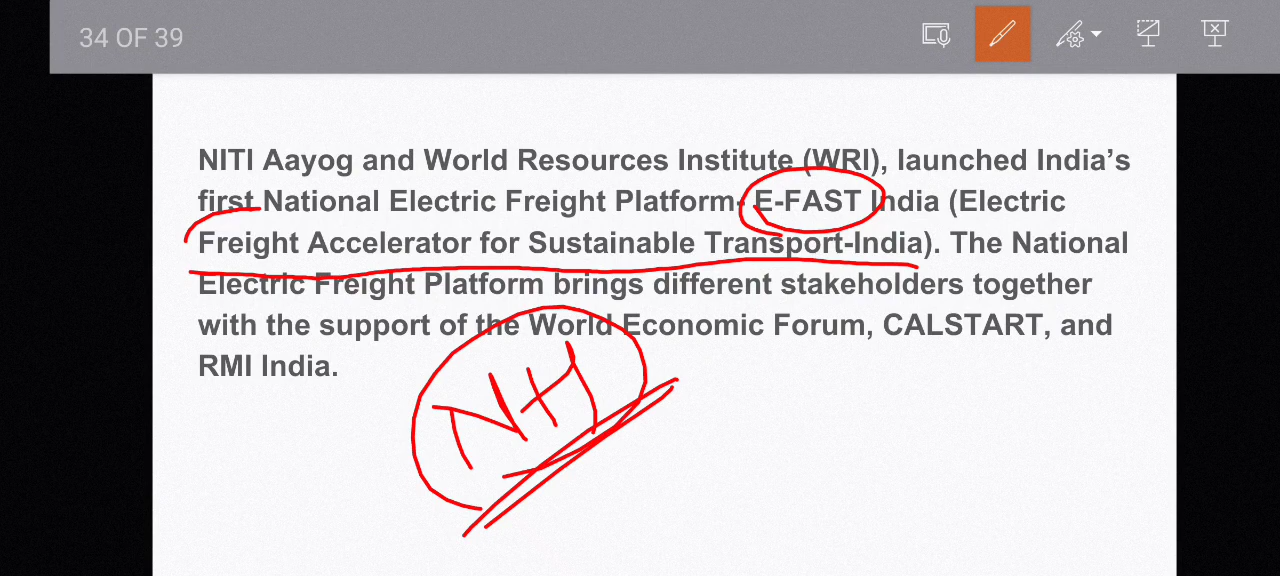 34 OF 39
NITI Aayog and World Resources Institute (WRI), launched India's
first National Electric Freight Platform- E-FAST India (Electric
Freight Accelerator for Sustainable Transport-India). The National
Electric Freight Platform brings different stakeholders together
with the support of the World Economic Forum, CALSTART, and
RMI India.
NH